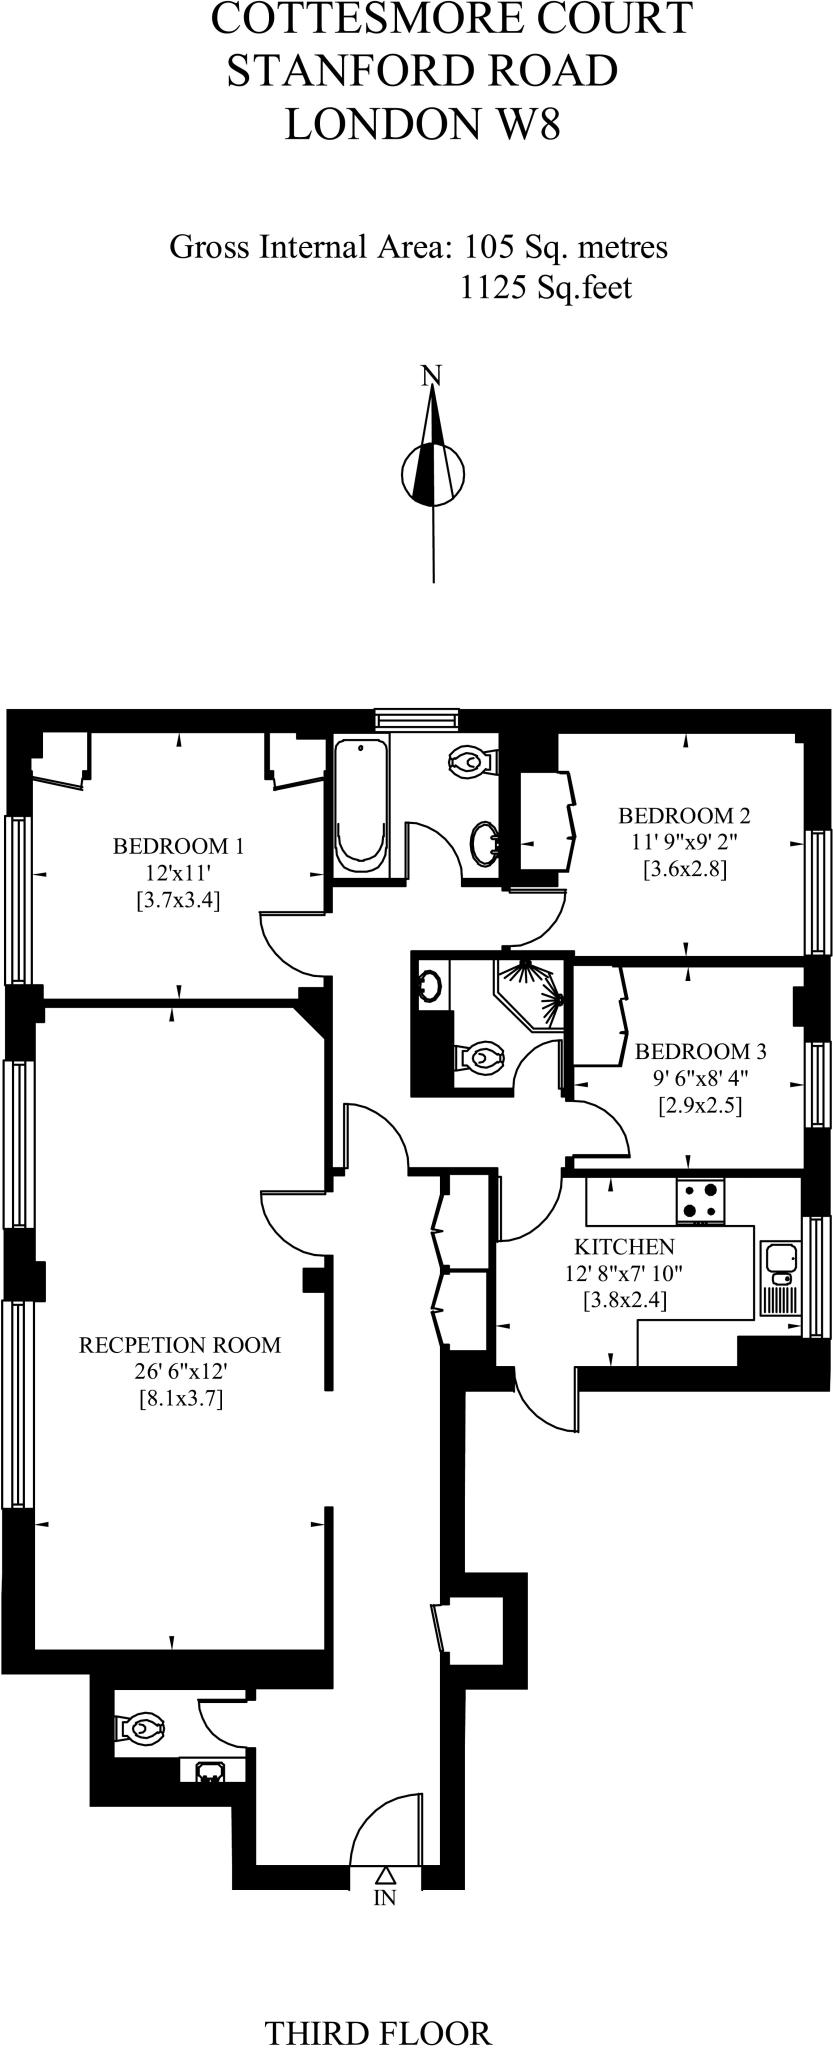 COTTESMORE COURT
STANFORD ROAD
LONDON W8
Gross Internal Area: 105 Sq. metres
1125 Sq.feet
N
BEDROOM 1
12'x11'
[3.7x3.4]
BEDROOM 2
11' 9"x9' 2"
[3.6x2.8]
BEDROOM 3
9' 6"x8' 4"
[2.9x2.5]
KITCHEN
12' 8"x7' 10"
[3.8x2.4]
RECPETION ROOM
26' 6"x12'
[8.1x3.7]
IN
THIRD FLOOR